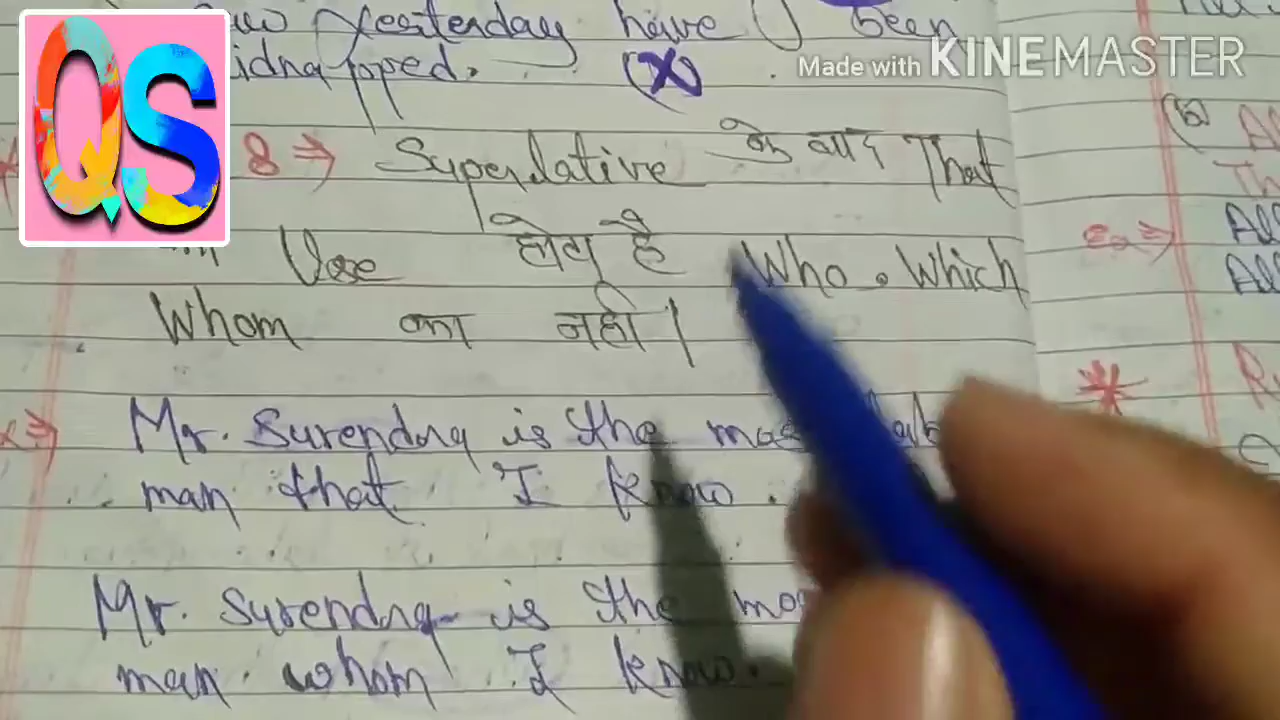 yesterday have I been
(X)
QS
Made with KINEMASTER
8 ⇒ Superlative के बाद That
Use होता है Who. Which
Whom का नही।
⇒ Mr. Surendra is the
man that I know.
Mr. Surendra is the
man whom I know.